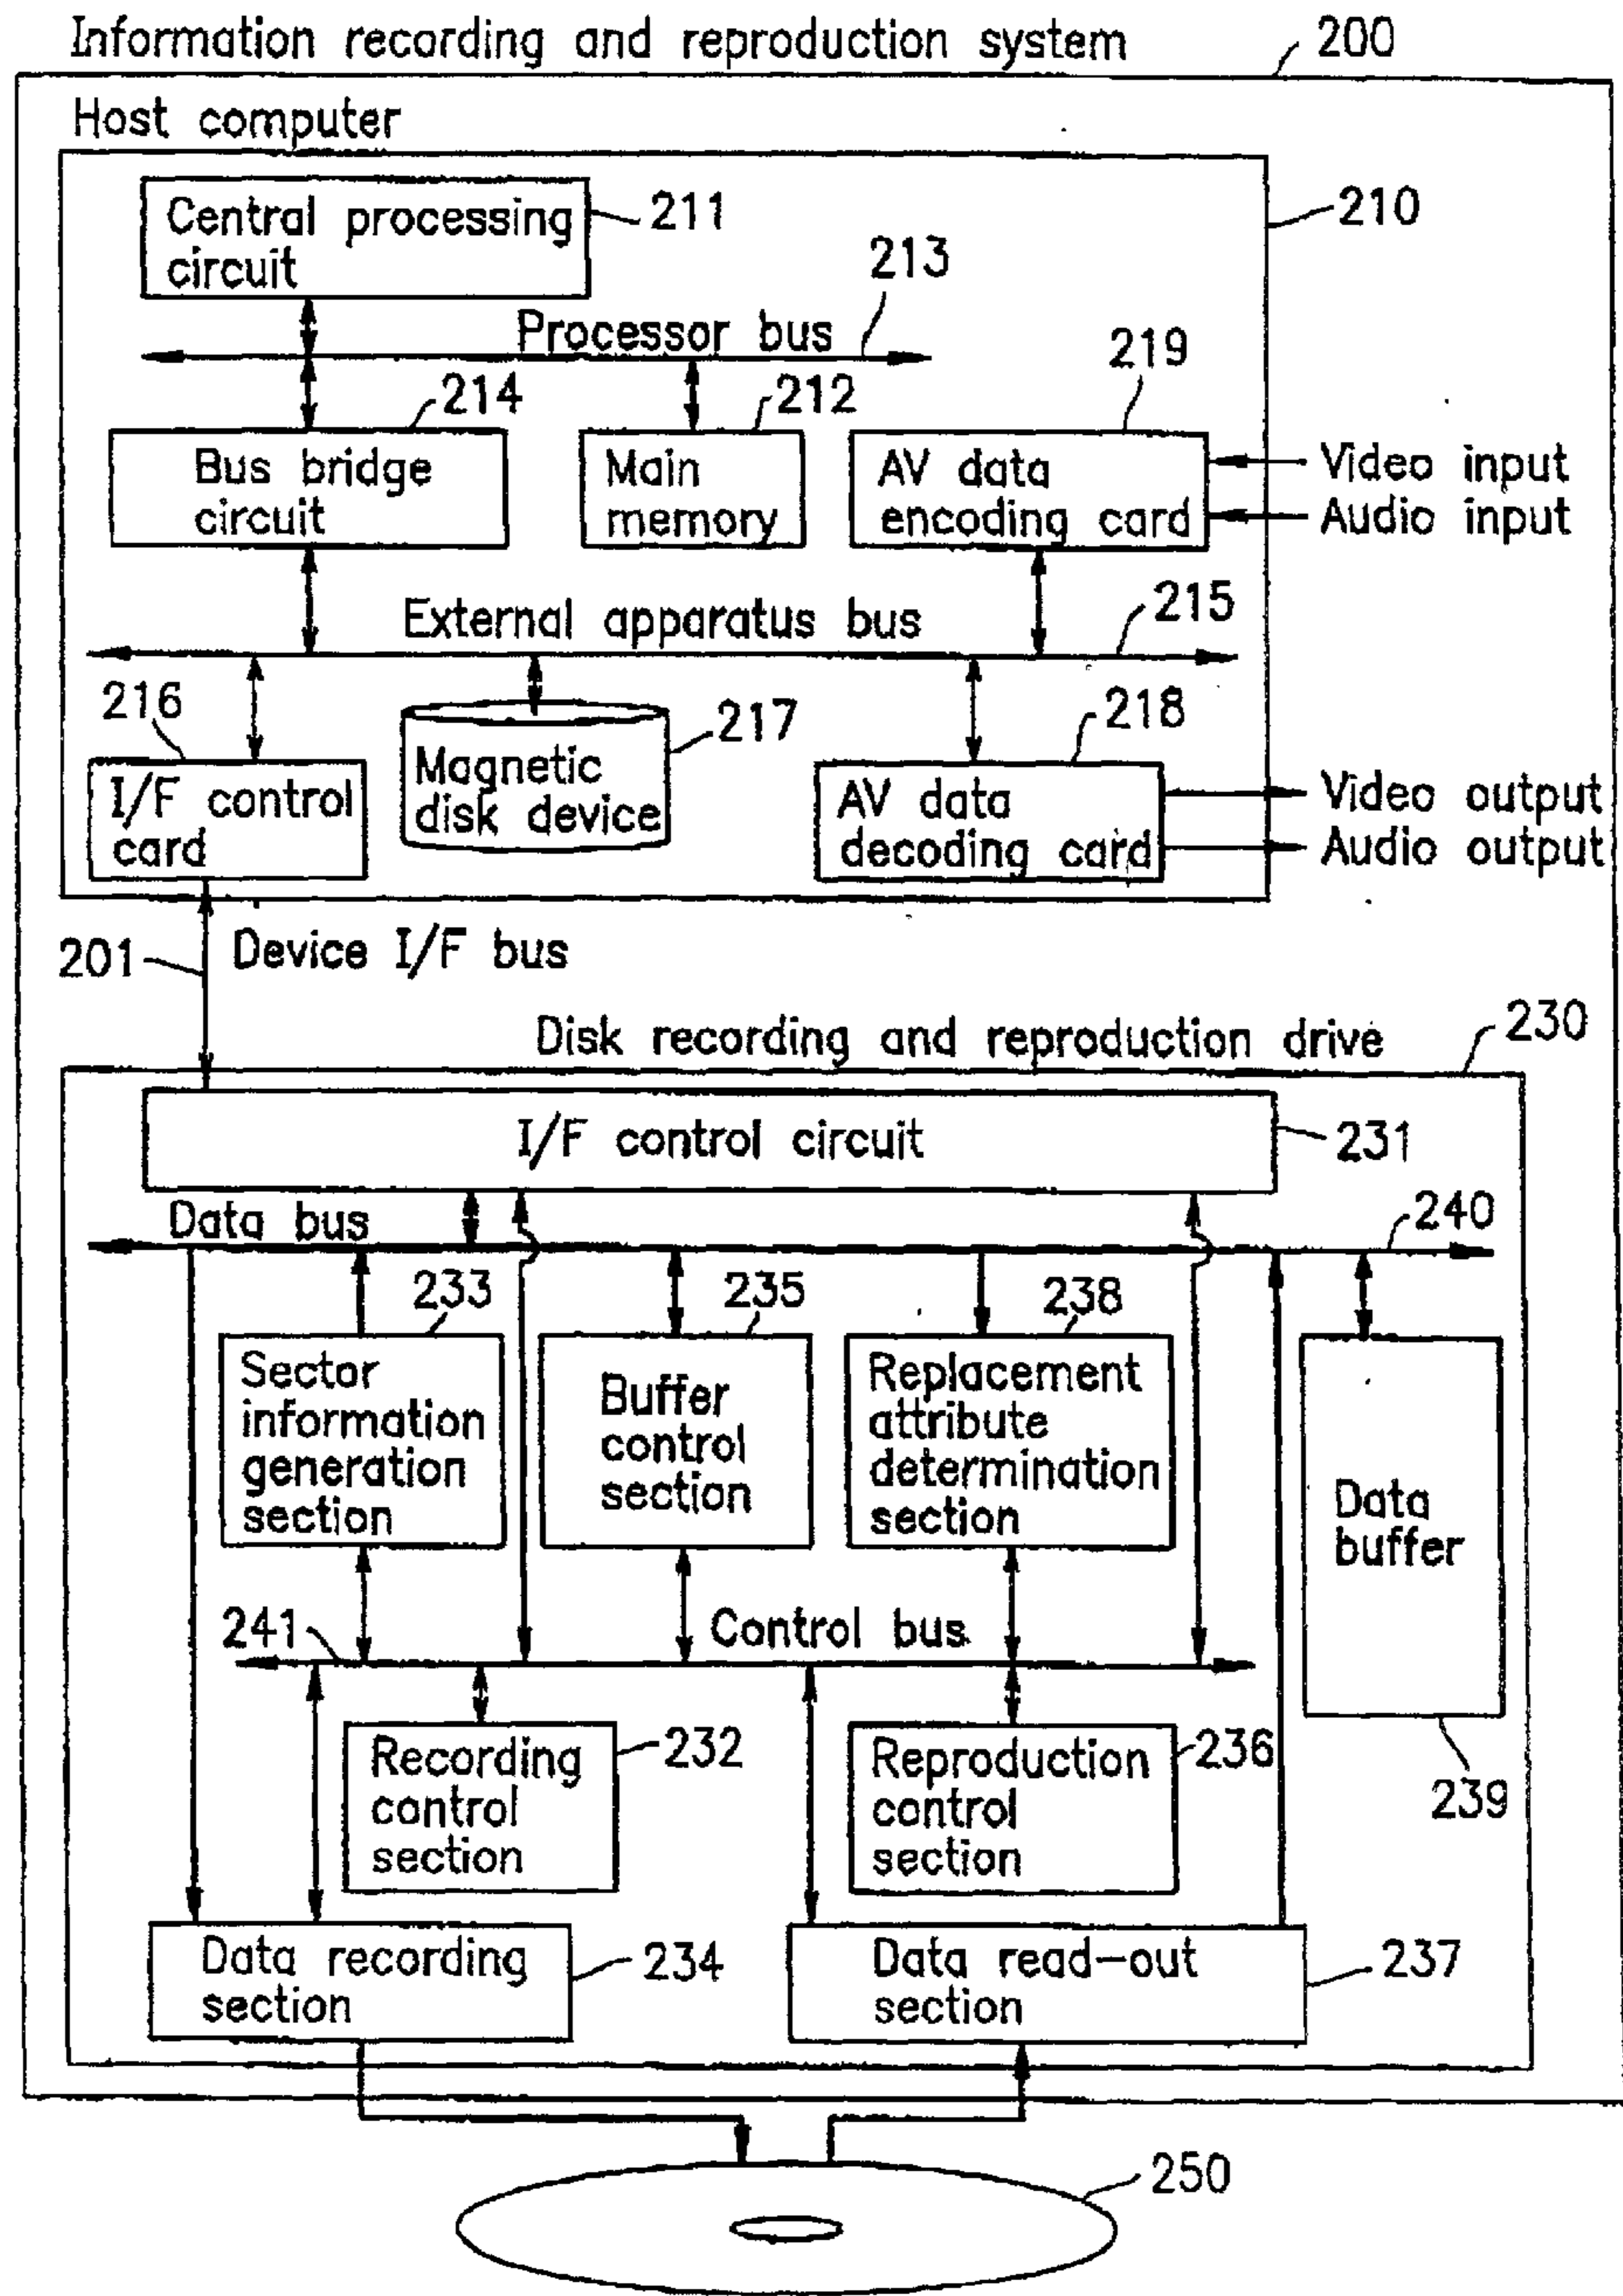 Information recording and reproduction system
200
Host computer
210
Central processing
circuit
211
213
Processor bus
219
214
212
Bus bridge
circuit
Main
memory
AV data
encoding card
Video input
Audio input
External apparatus bus
215
216
217
218
I/F control
card
Magnetic
disk device
AV data
decoding card
Video output
Audio output
201
Device I/F bus
230
Disk recording and reproduction drive
I/F control circuit
231
Data bus
240
233
235
238
Sector
information
generation
section
Buffer
control
section
Replacement
attribute
determination
section
Data
buffer
241
Control bus
Recording
control
section
232
Reproduction
control
section
236
239
Data recording
section
234
Data read-out
section
237
250